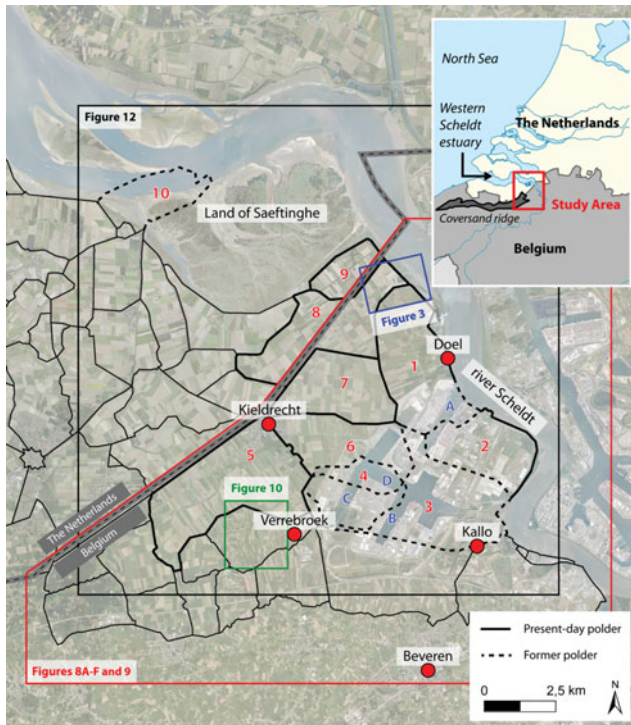 Figure 12
North Sea
Western
Scheldt
estuary
The Netherlands
Study Area
Coversand ridge
Belgium
10
Land of Saeftinghe
9
8
Figure 3
Doel
1
river Scheldt
7
Kieldrecht
A
6
2
5
4
D
Figure 10
C
3
B
Verrebroek
Kallo
The Netherlands
Belgium
Present-day polder
Former polder
Figures 8A-F and 9
Beveren
N
0
2,5 km